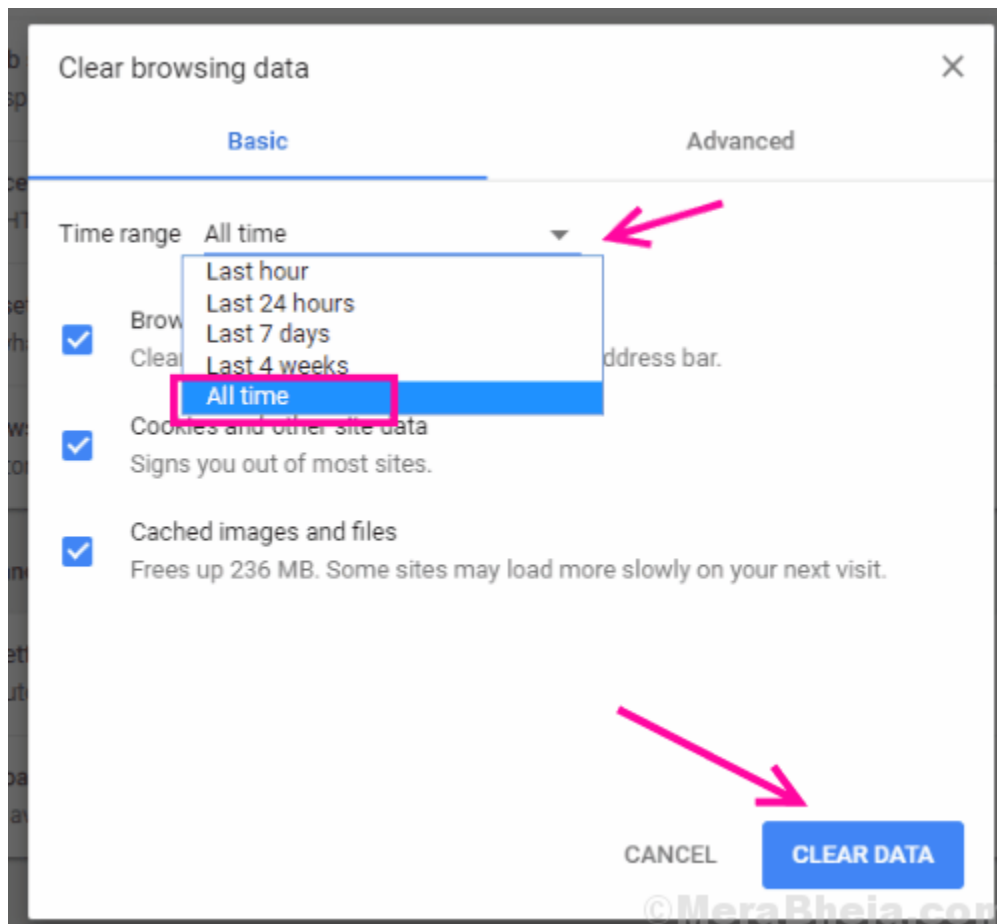 Clear browsing data
Basic Advanced
Time range All time
Last hour
Last 24 hours
Last 7 days
Last 4 weeks
All time
ddress bar.
Cookies and other site data
Signs you out of most sites.
Cached images and files
Frees up 236 MB. Some sites may load more slowly on your next visit.
CANCEL CLEAR DATA
©MeraBheja.com